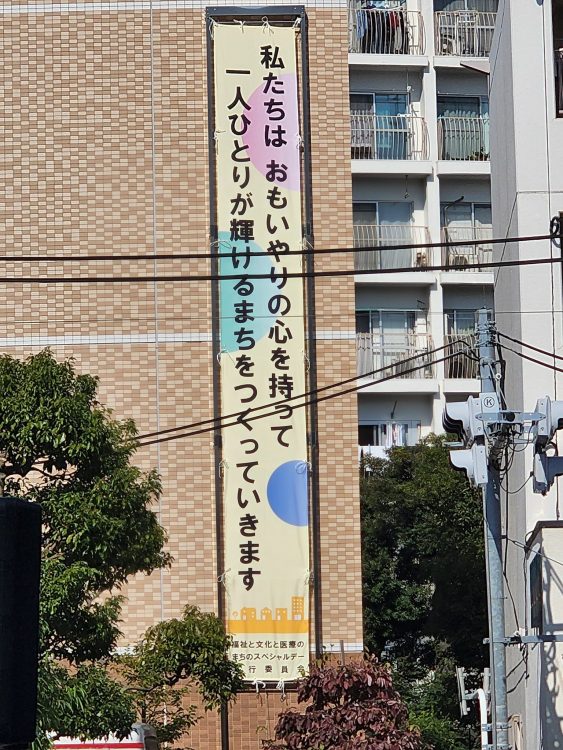 私たちは おもいやりの心を持って
一人ひとりが輝けるまちをつくっていきます
福祉と文化と医療の
まちのスペシャルデー
行委員会
K